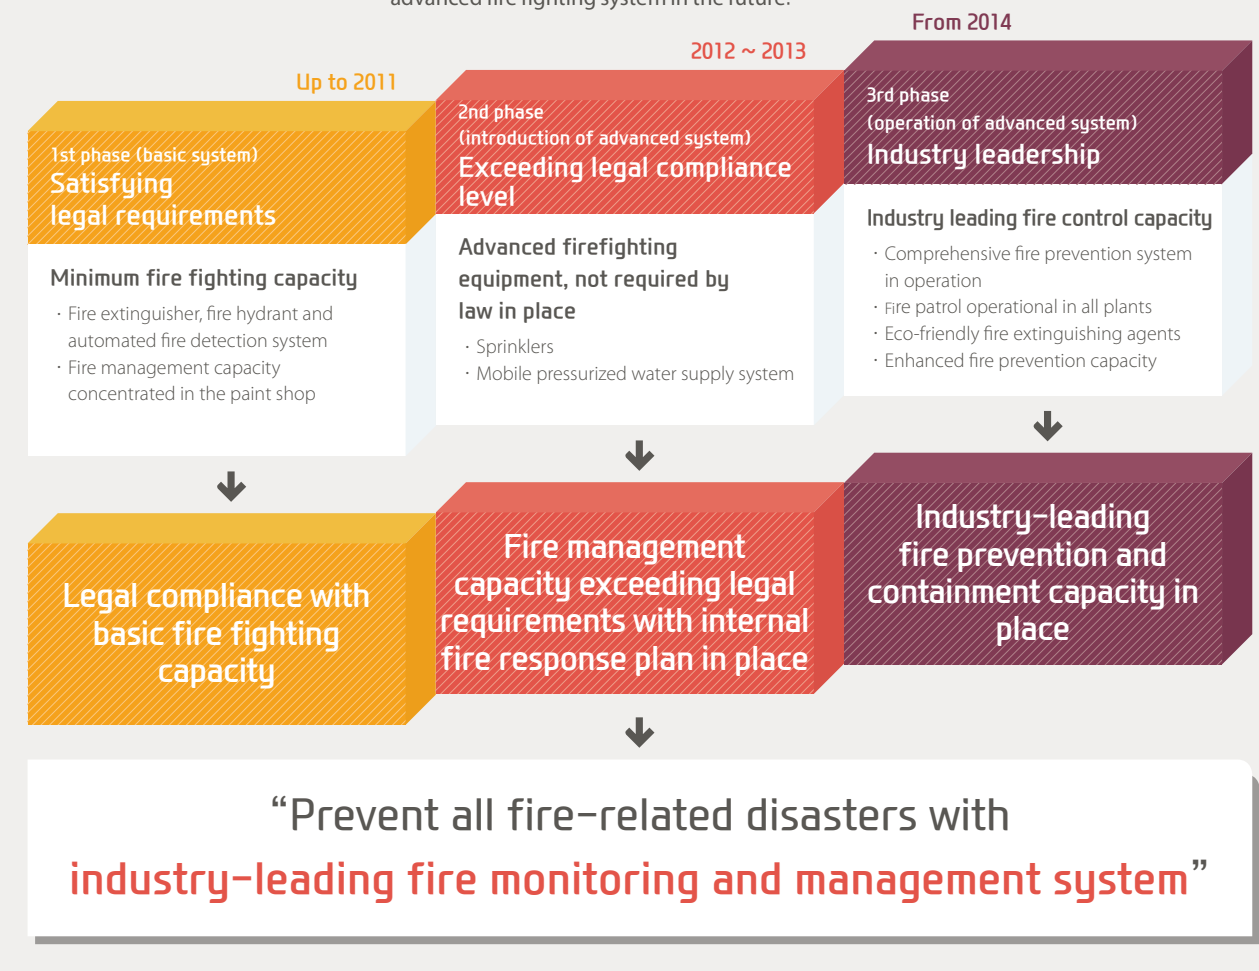 advanced fire fighting system in the future.
Up to 2011
1st phase (basic system)
Satisfying
legal requirements
Minimum fire fighting capacity
· Fire extinguisher, fire hydrant and
automated fire detection system
· Fire management capacity
concentrated in the paint shop
Legal compliance with
basic fire fighting
capacity
2012 ~ 2013
2nd phase
(introduction of advanced system)
Exceeding legal compliance
level
Advanced firefighting
equipment, not required by
law in place
· Sprinklers
· Mobile pressurized water supply system
Fire management
capacity exceeding legal
requirements with internal
fire response plan in place
From 2014
3rd phase
(operation of advanced system)
Industry leadership
Industry leading fire control capacity
· Comprehensive fire prevention system
in operation
· Fire patrol operational in all plants
· Eco-friendly fire extinguishing agents
· Enhanced fire prevention capacity
Industry-leading
fire prevention and
containment capacity in
place
“Prevent all fire-related disasters with
industry-leading fire monitoring and management system”